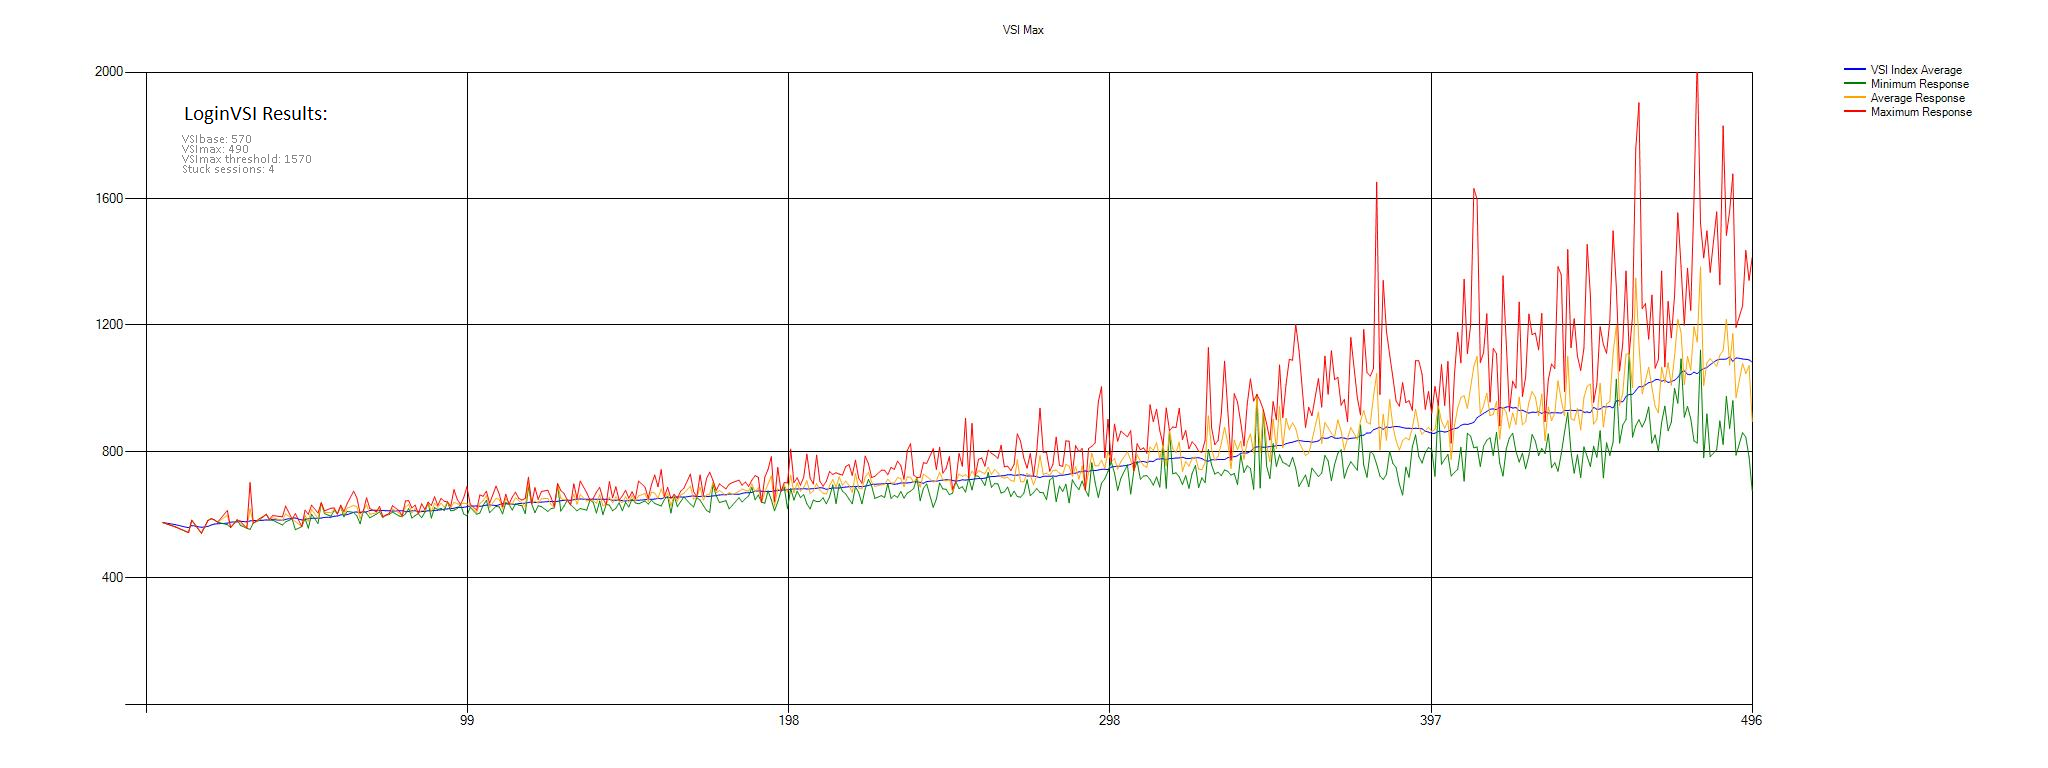 VSI Max
2000
1600
1200
800
400
LoginVSI Results:
VSIbase: 570
VSImax: 490
VSImax threshold: 1570
Stuck sessions: 4
VSI Index Average
Minimum Response
Average Response
Maximum Response
99
198
298
397
496